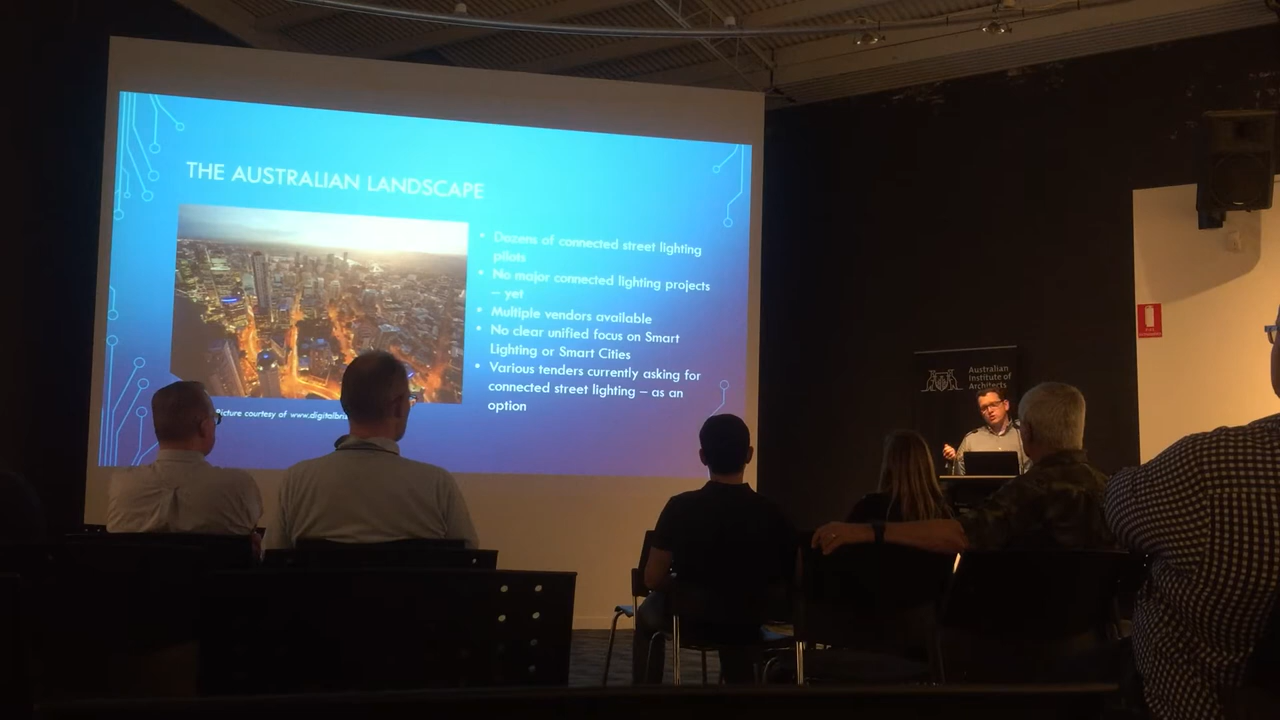 THE AUSTRALIAN LANDSCAPE
• Dozens of connected street lighting
pilots
• No major connected lighting projects
– yet
• Multiple vendors available
• No clear unified focus on Smart
Lighting or Smart Cities
• Various tenders currently asking for
connected street lighting – as an
option
Picture courtesy of www.digitalbris
Australian
Institute of
Architects